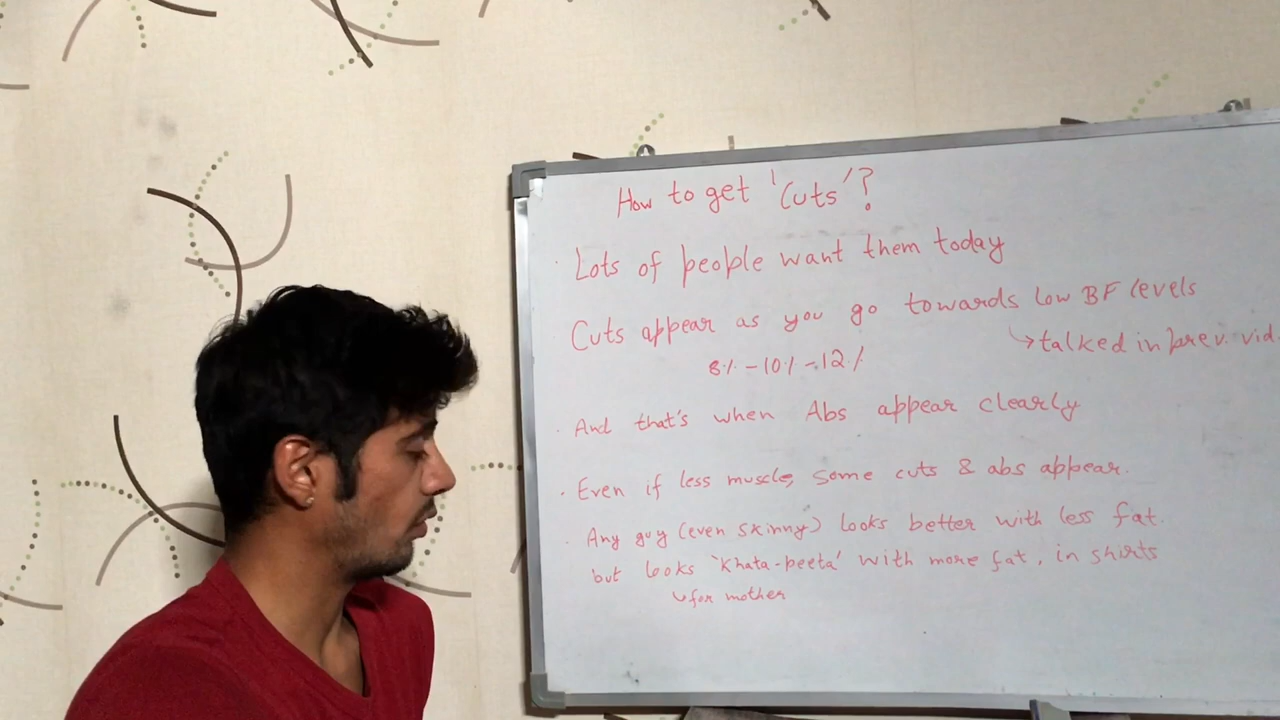 How to get 'Cuts'?
· Lots of people want them today
Cuts appear as you go towards low BF levels
→ talked in prev. vid.
8% - 10% - 12%
· And that's when Abs appear clearly
· Even if less muscle, some cuts & abs appear.
· Any guy (even skinny) looks better with less fat.
but looks 'Khata-peeta' with more fat, in shirts
for mother